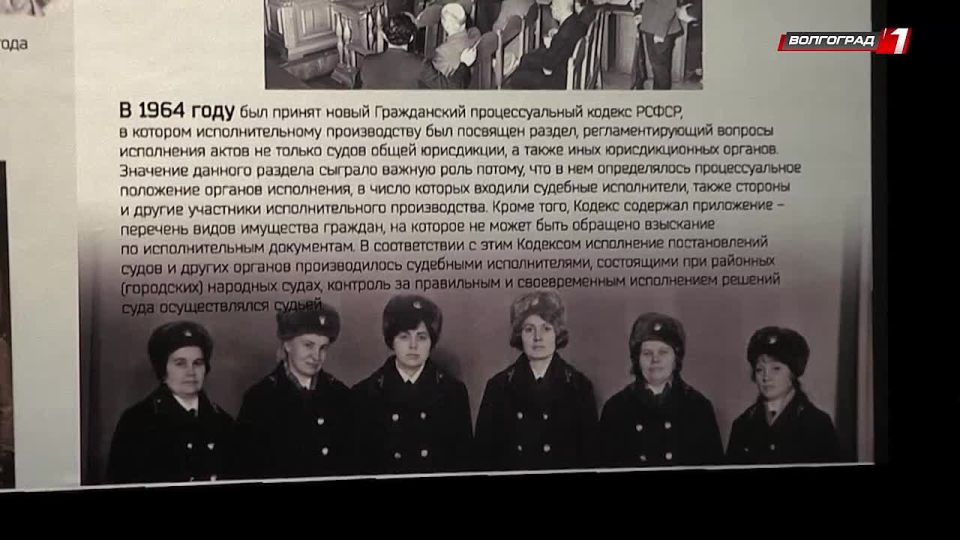 ВОЛГОГРАД 1
года
В 1964 году был принят новый Гражданский процессуальный кодекс РСФСР,
в котором исполнительному производству был посвящен раздел, регламентирующий вопросы
исполнения актов не только судов общей юрисдикции, а также иных юрисдикционных органов.
Значение данного раздела сыграло важную роль потому, что в нем определялось процессуальное
положение органов исполнения, в число которых входили судебные исполнители, также стороны
и другие участники исполнительного производства. Кроме того, Кодекс содержал приложение –
перечень видов имущества граждан, на которое не может быть обращено взыскание
по исполнительным документам. В соответствии с этим Кодексом исполнение постановлений
судов и других органов производилось судебными исполнителями, состоящими при районных
(городских) народных судах, контроль за правильным и своевременным исполнением решений
суда осуществлялся судьей.